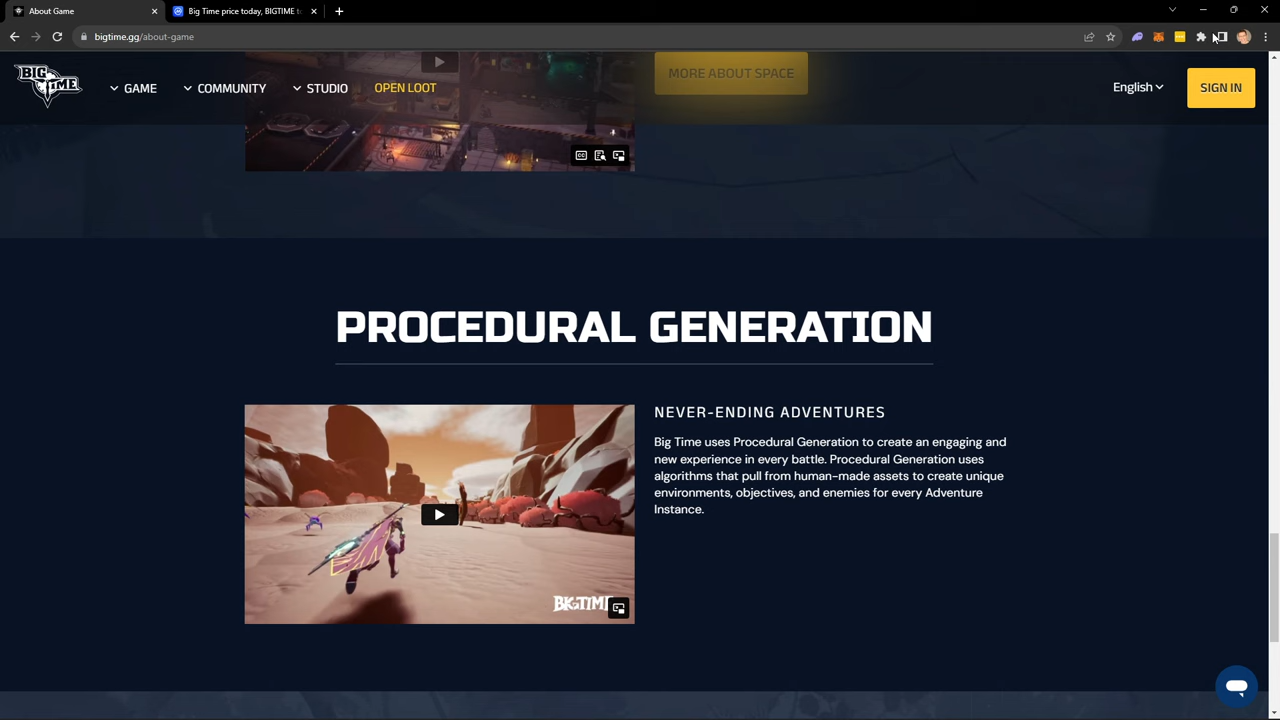 About Game
Big Time price today, BIGTIME to
bigtime.gg/about-game
BIG TIME
GAME
COMMUNITY
STUDIO
OPEN LOOT
English
SIGN IN
MORE ABOUT SPACE
CC
PROCEDURAL GENERATION
NEVER-ENDING ADVENTURES
Big Time uses Procedural Generation to create an engaging and
new experience in every battle. Procedural Generation uses
algorithms that pull from human-made assets to create unique
environments, objectives, and enemies for every Adventure
Instance.
BIGTIME